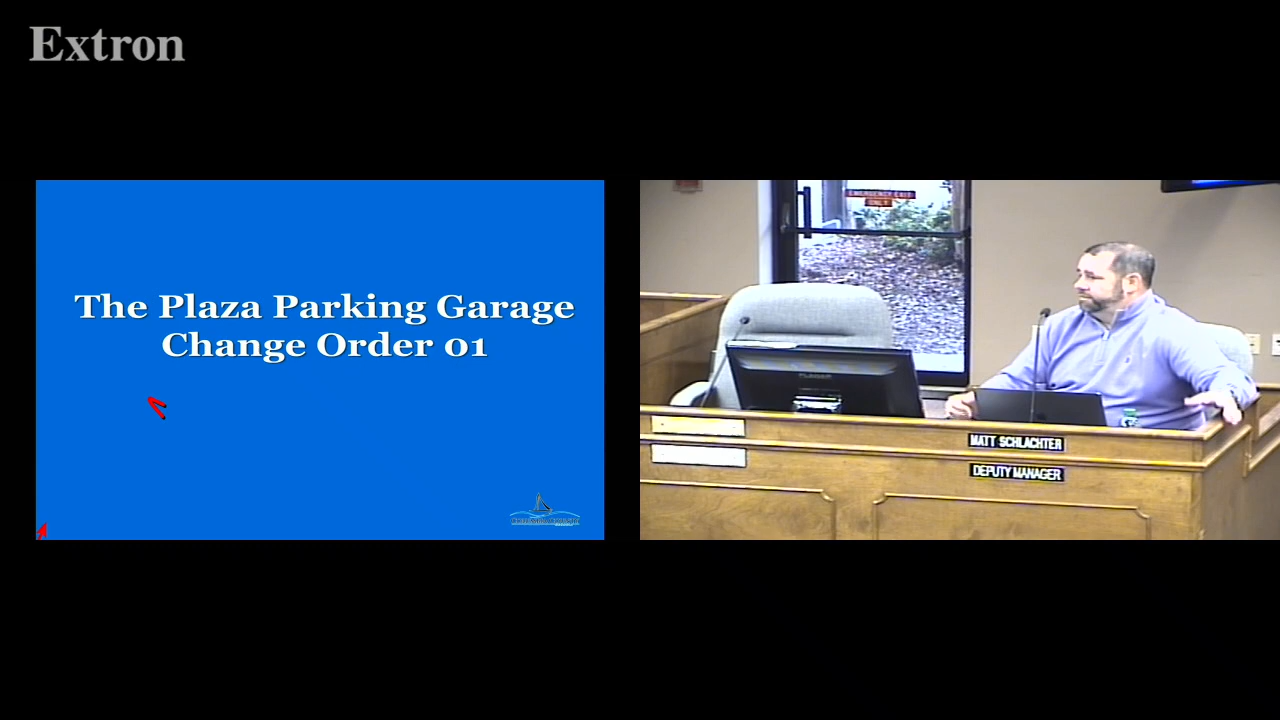 Extron
The Plaza Parking Garage
Change Order 01
EMERGENCY EXIT
ONLY
MATT SCHLACHTER
DEPUTY MANAGER